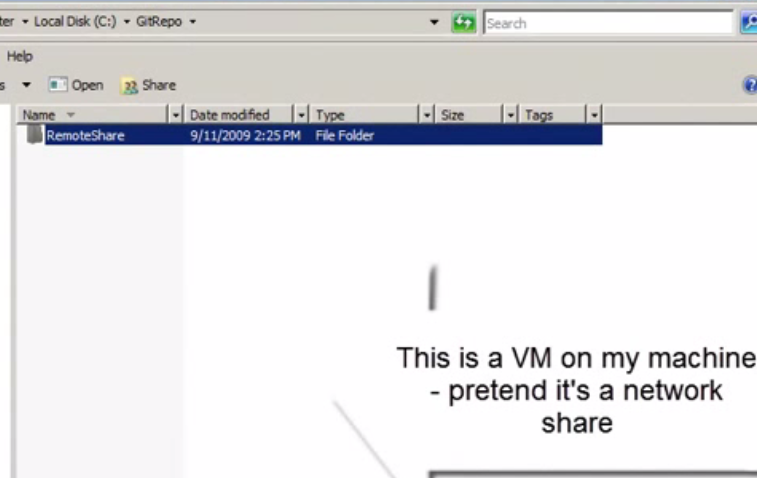 ter Local Disk (C:) GitRepo Search
Help
s Open Share
Name Date modified Type Size Tags
RemoteShare 9/11/2009 2:25 PM File Folder
This is a VM on my machine
- pretend it's a network
share